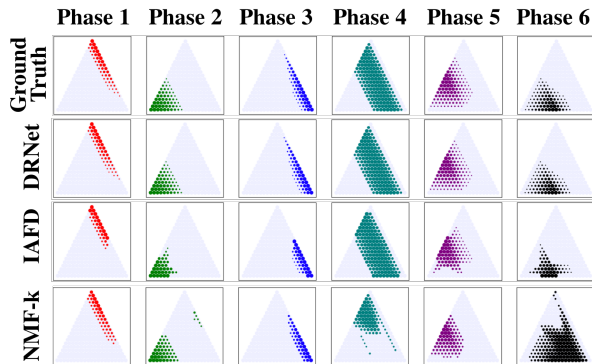 Phase 1 Phase 2 Phase 3 Phase 4 Phase 5 Phase 6
Ground
Truth
DRNet
IAFD
NMF-k